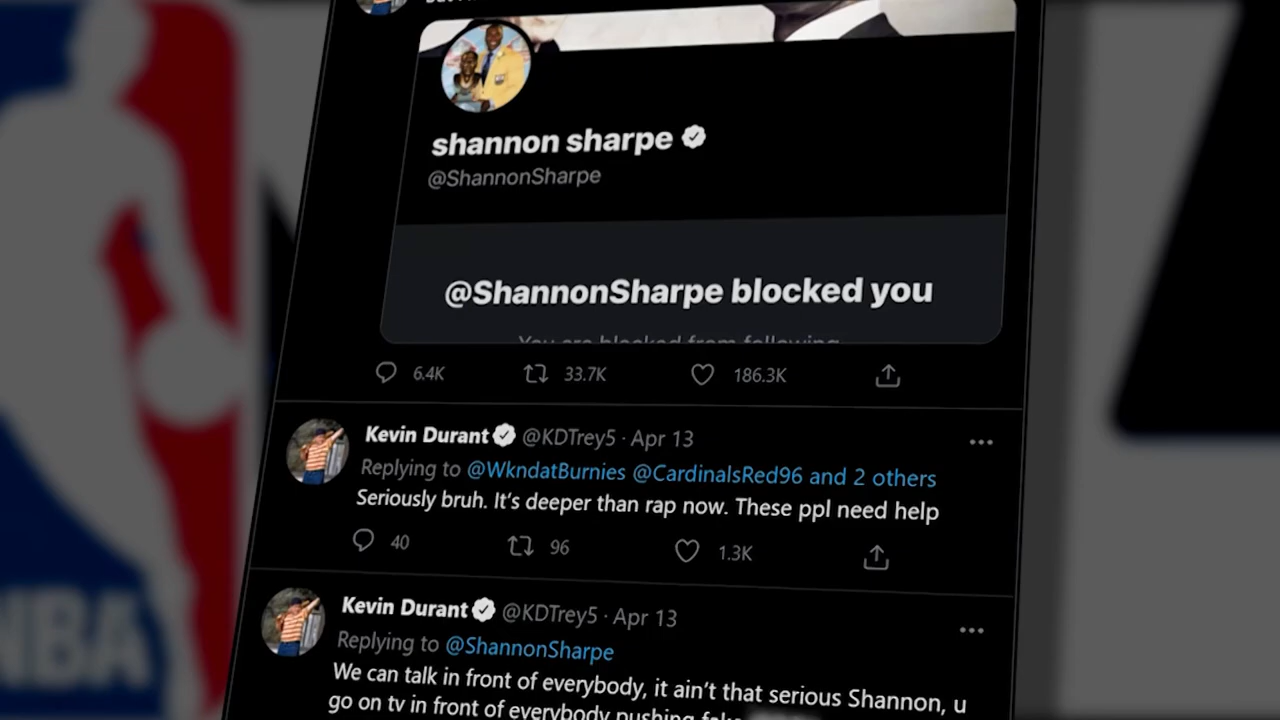 shannon sharpe
@ShannonSharpe
@ShannonSharpe blocked you
You are blocked from following
6.4K 33.7K 186.3K
Kevin Durant @KDTrey5 · Apr 13
Replying to @WkndatBurnies @CardinalsRed96 and 2 others
Seriously bruh. It's deeper than rap now. These ppl need help
40 96 1.3K
Kevin Durant @KDTrey5 · Apr 13
Replying to @ShannonSharpe
We can talk in front of everybody, it ain't that serious Shannon, u
go on tv in front of everybody pushing
NBA